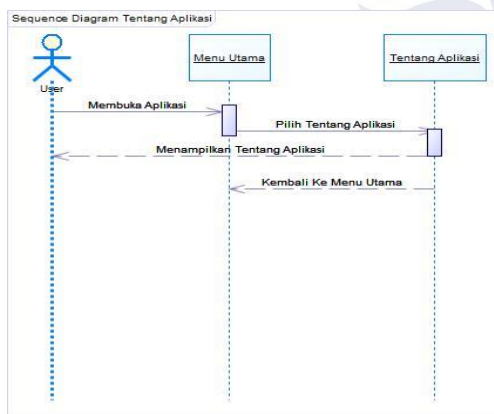 Sequence Diagram Tentang Aplikasi
Menu Utama
Tentang Aplikasi
User
Membuka Aplikasi
Pilih Tentang Aplikasi
Menampilkan Tentang Aplikasi
Kembali Ke Menu Utama